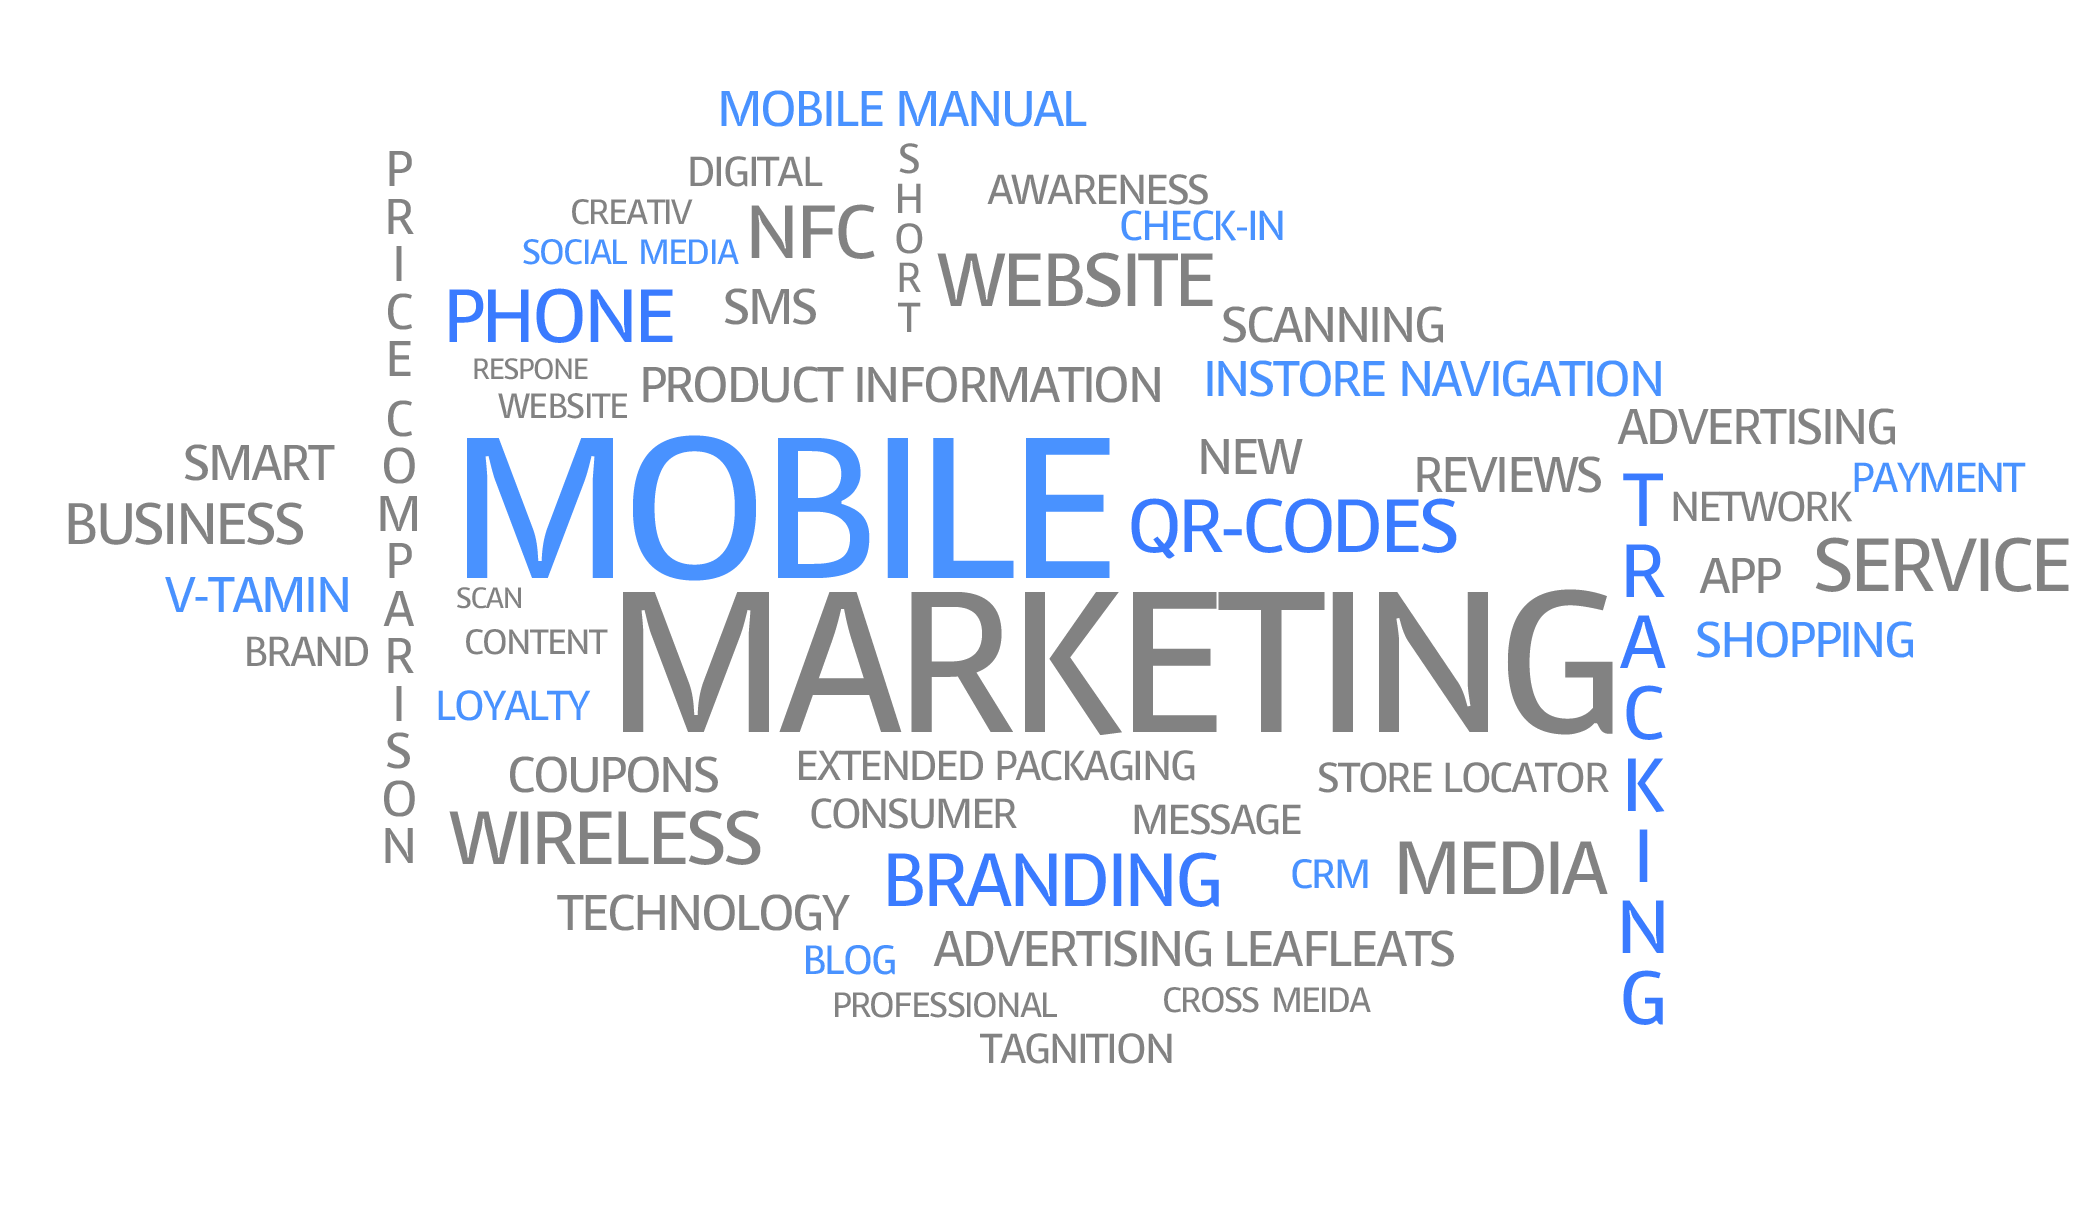 MOBILE MANUAL
DIGITAL
SHORT
AWARENESS
CREATIV
NFC
CHECK-IN
SOCIAL MEDIA
WEBSITE
PHONE
SMS
SCANNING
RESPONE
PRODUCT INFORMATION
INSTORE NAVIGATION
WEBSITE
PRICE COMPARISON
ADVERTISING
SMART
MOBILE
NEW
REVIEWS
PAYMENT
BUSINESS
QR-CODES
TRACKING
NETWORK
V-TAMIN
APP
SERVICE
SCAN
BRAND
CONTENT
MARKETING
SHOPPING
LOYALTY
COUPONS
EXTENDED PACKAGING
STORE LOCATOR
WIRELESS
CONSUMER
MESSAGE
BRANDING
CRM
MEDIA
TECHNOLOGY
BLOG
ADVERTISING LEAFLEATS
PROFESSIONAL
CROSS MEIDA
TAGNITION